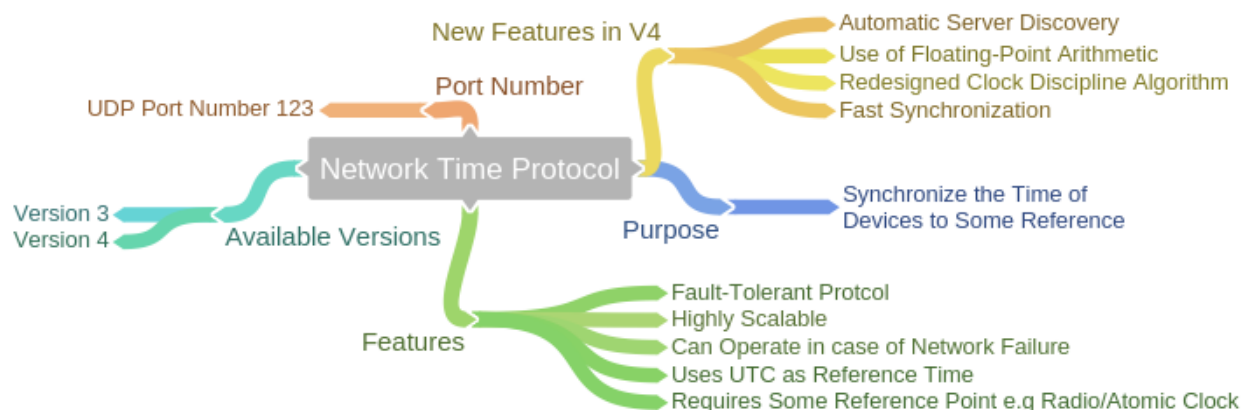 New Features in V4
Automatic Server Discovery
Use of Floating-Point Arithmetic
Redesigned Clock Discipline Algorithm
Fast Synchronization
Port Number
UDP Port Number 123
Network Time Protocol
Synchronize the Time of
Devices to Some Reference
Purpose
Version 3
Version 4
Available Versions
Features
Fault-Tolerant Protcol
Highly Scalable
Can Operate in case of Network Failure
Uses UTC as Reference Time
Requires Some Reference Point e.g Radio/Atomic Clock